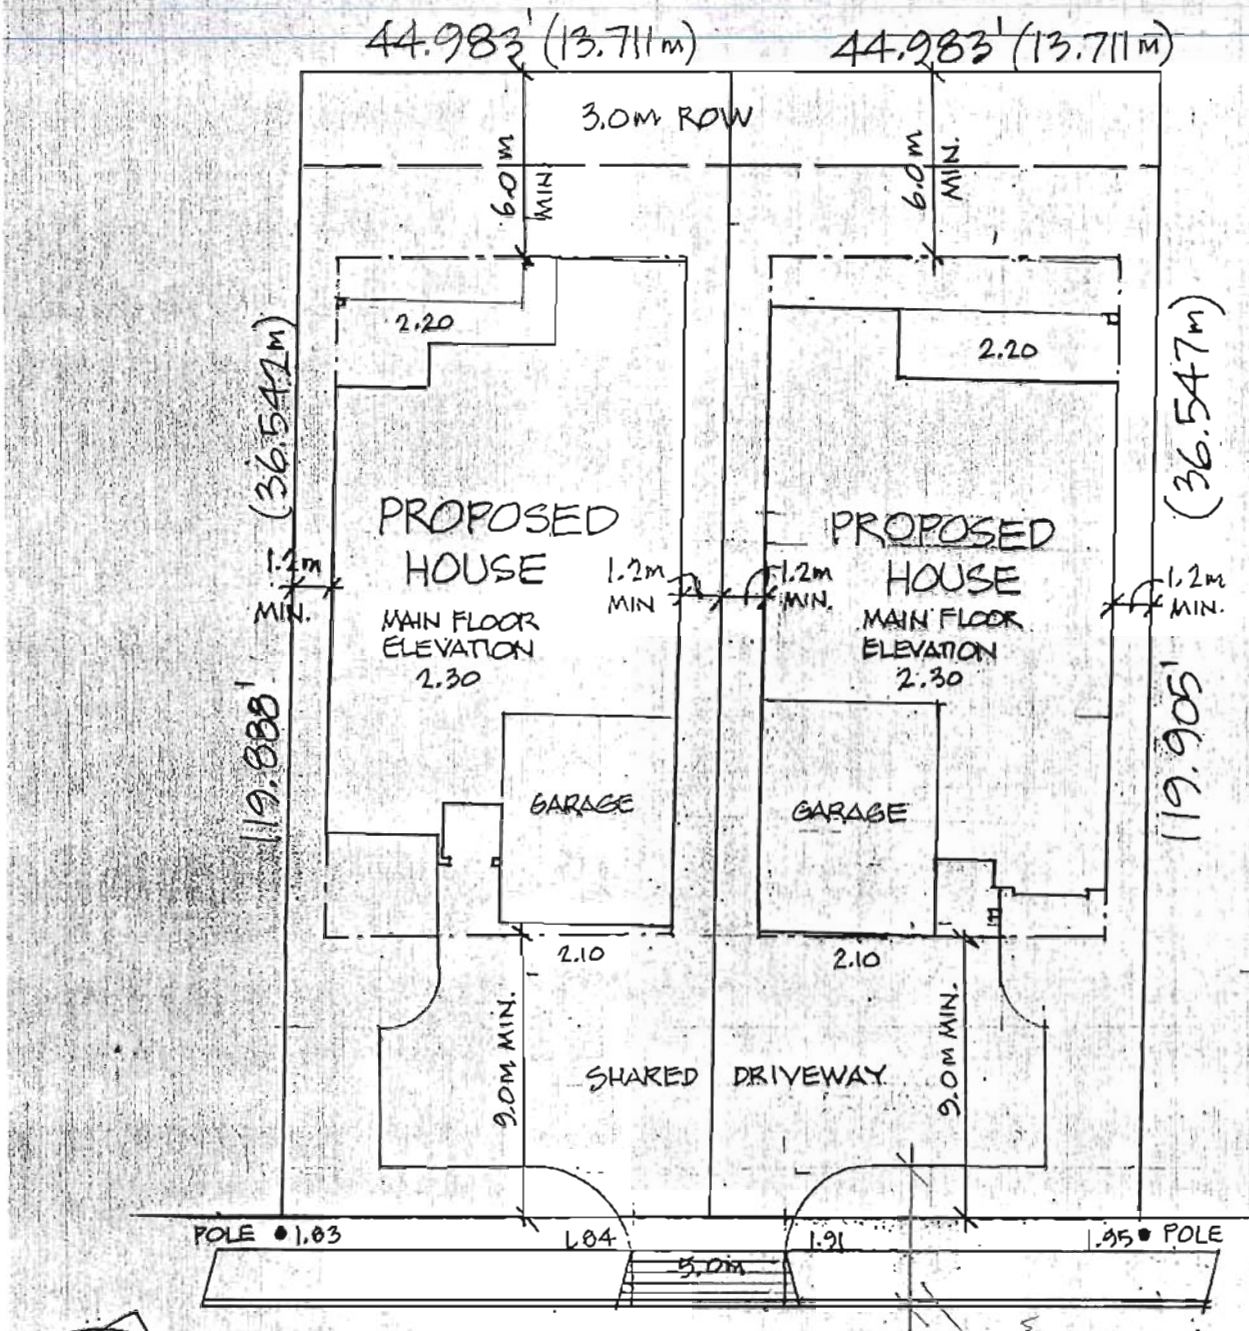 44.983' (13.711m)
44.983' (13.711m)
3.0m ROW
6.0m
MIN.
6.0m
MIN.
2.20
2.20
(36.542m)
(36.547m)
PROPOSED
HOUSE
MAIN FLOOR
ELEVATION
2.30
PROPOSED
HOUSE
MAIN FLOOR
ELEVATION
2.30
1.2m
MIN.
1.2m
MIN
1.2m
MIN.
1.2m
MIN.
119.888'
119.905'
GARAGE
GARAGE
2.10
2.10
9.0M MIN.
9.0M MIN.
SHARED DRIVEWAY
POLE 1.83
1.84
1.91
1.95 POLE
5.0m